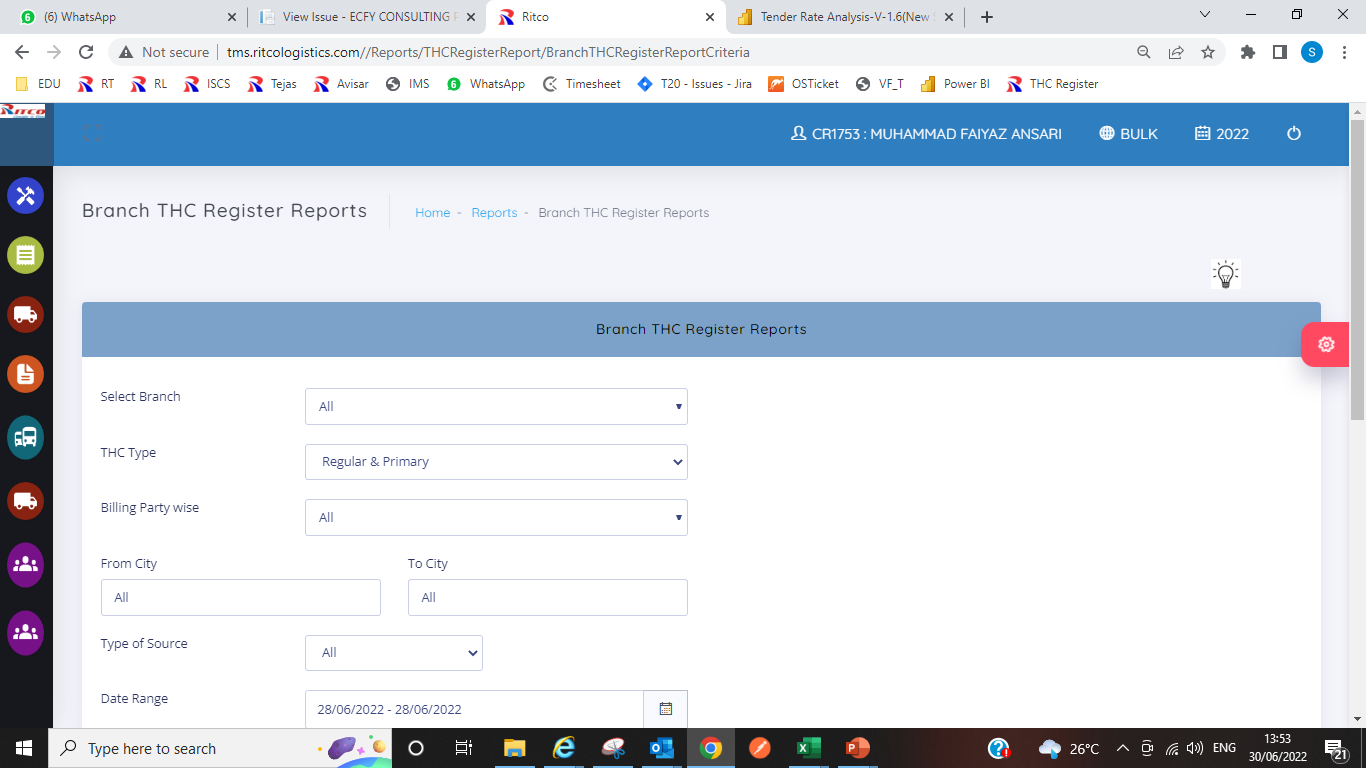 (6) WhatsApp
View Issue - ECFY CONSULTING
Ritco
Tender Rate Analysis-V-1.6(New
Not secure | tms.ritcologistics.com//Reports/THCRegisterReport/BranchTHCRegisterReportCriteria
S
EDU RT RL ISCS Tejas Avisar IMS WhatsApp Timesheet T20 - Issues - Jira OSTicket VF_T Power BI THC Register
RITCO
CR1753 : MUHAMMAD FAIYAZ ANSARI BULK 2022
Branch THC Register Reports
Home - Reports - Branch THC Register Reports
Branch THC Register Reports
Select Branch
All
THC Type
Regular & Primary
Billing Party wise
All
From City To City
All All
Type of Source
All
Date Range
28/06/2022 - 28/06/2022
Type here to search
26°C
ENG
13:53
30/06/2022
21